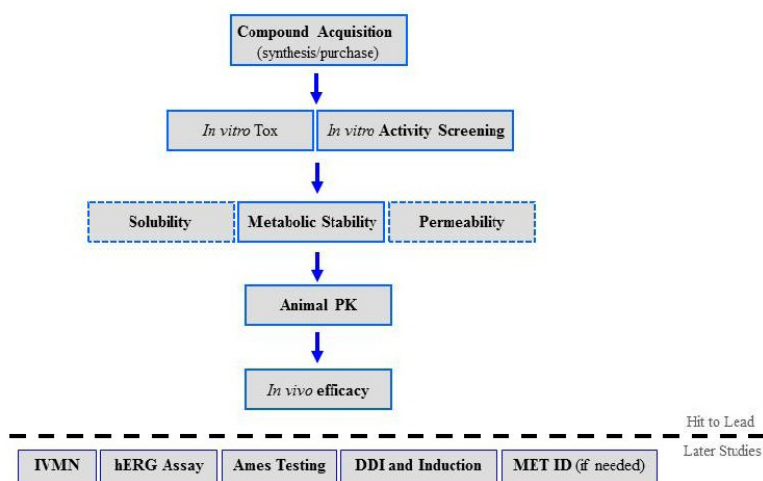 Compound Acquisition
(synthesis/purchase)
In vitro Tox
In vitro Activity Screening
Solubility
Metabolic Stability
Permeability
Animal PK
In vivo efficacy
Hit to Lead
Later Studies
IVMN
hERG Assay
Ames Testing
DDI and Induction
MET ID (if needed)